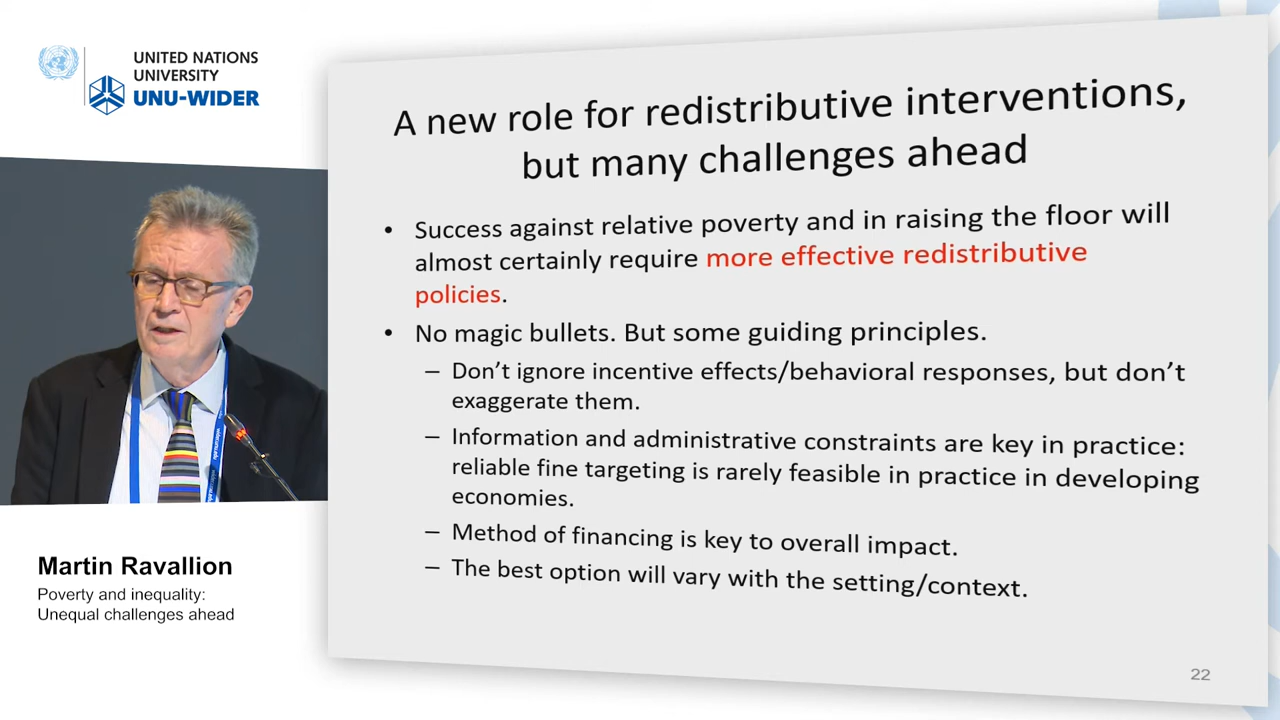 UNITED NATIONS
UNIVERSITY
UNU-WIDER
A new role for redistributive interventions,
but many challenges ahead
• Success against relative poverty and in raising the floor will
almost certainly require more effective redistributive
policies.
• No magic bullets. But some guiding principles.
– Don’t ignore incentive effects/behavioral responses, but don’t
exaggerate them.
– Information and administrative constraints are key in practice:
reliable fine targeting is rarely feasible in practice in developing
economies.
– Method of financing is key to overall impact.
– The best option will vary with the setting/context.
Martin Ravallion
Poverty and inequality:
Unequal challenges ahead
22